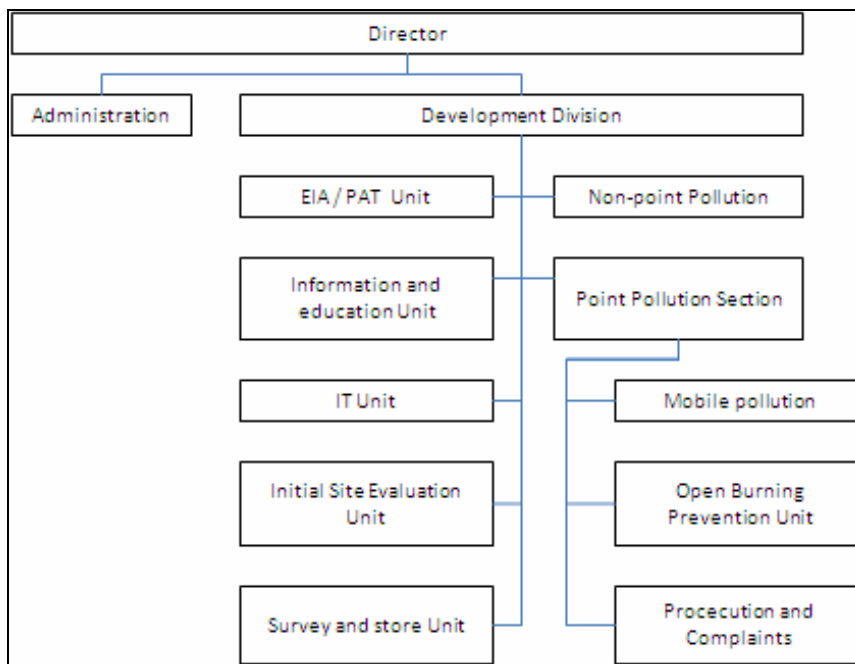 Director
Administration
Development Division
EIA / PAT Unit
Non-point Pollution
Information and
education Unit
Point Pollution Section
IT Unit
Mobile pollution
Initial Site Evaluation
Unit
Open Burning
Prevention Unit
Survey and store Unit
Procecution and
Complaints